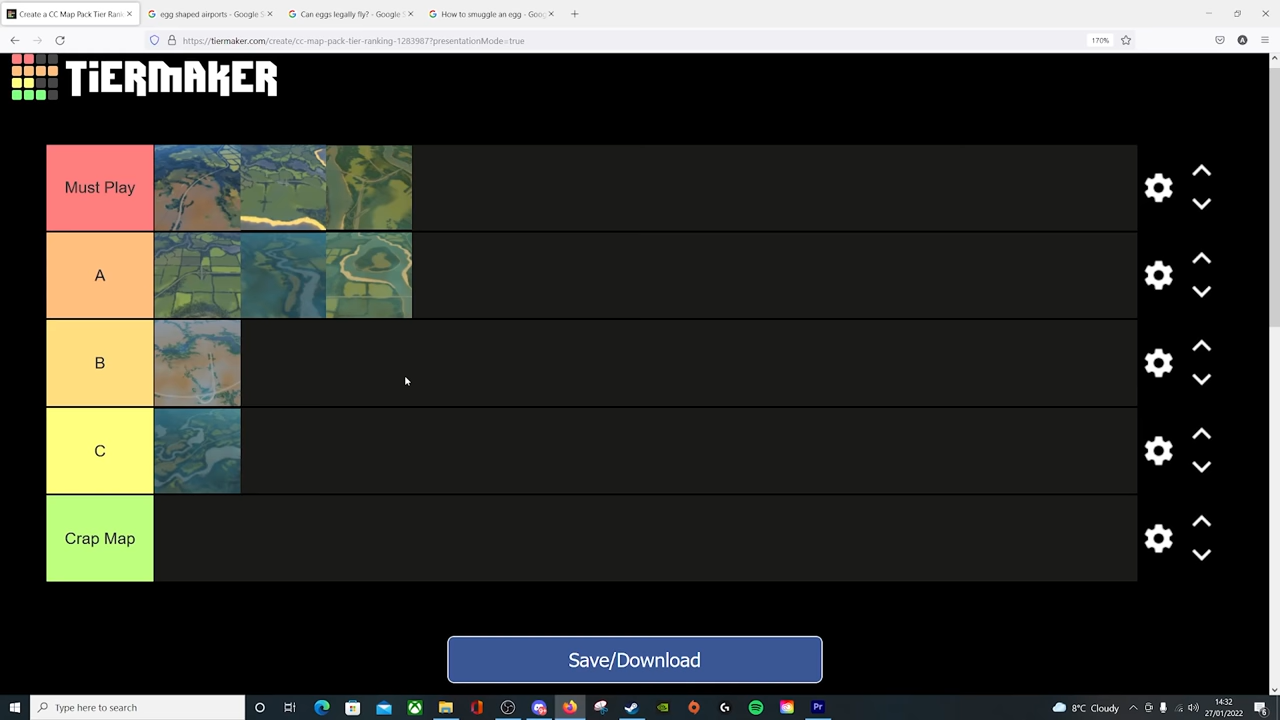 Create a CC Map Pack Tier Rank
egg shaped airports - Google S
Can eggs legally fly? - Google S
How to smuggle an egg - Goog
https://tiermaker.com/create/cc-map-pack-tier-ranking-1283987?presentationMode=true
170%
TiERMAKER
Must Play
A
B
C
Crap Map
Save/Download
Type here to search
8°C Cloudy
14:32
27/01/2022
6